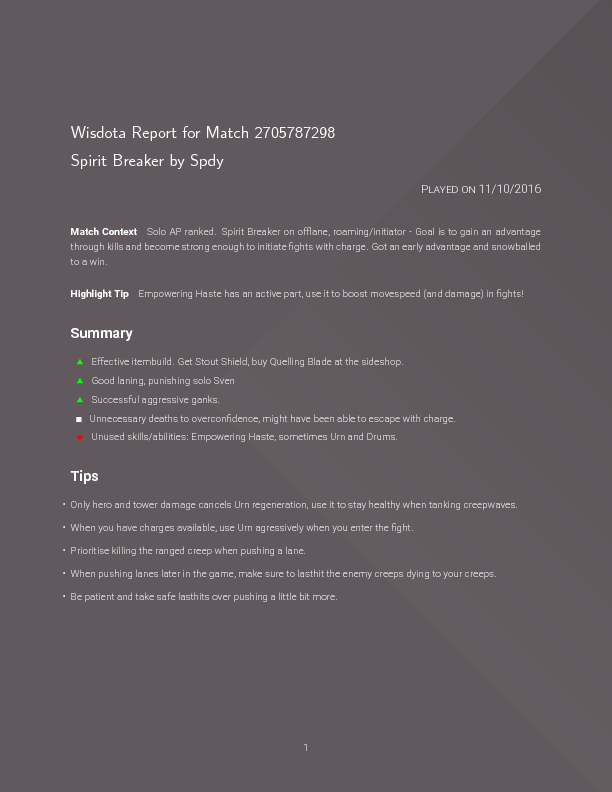 Wisdota Report for Match 2705787298
Spirit Breaker by Spdy
Played on 11/10/2016
Match Context Solo AP ranked. Spirit Breaker on offlane, roaming/initiator - Goal is to gain an advantage
through kills and become strong enough to initiate fights with charge. Got an early advantage and snowballed
to a win.
Highlight Tip Empowering Haste has an active part, use it to boost movespeed (and damage) in fights!
Summary
Effective itembuild. Get Stout Shield, buy Quelling Blade at the sideshop.
Good laning, punishing solo Sven
Successful aggressive ganks.
Unnecessary deaths to overconfidence, might have been able to escape with charge.
Unused skills/abilities: Empowering Haste, sometimes Urn and Drums.
Tips
• Only hero and tower damage cancels Urn regeneration, use it to stay healthy when tanking creepwaves.
• When you have charges available, use Urn agressively when you enter the fight.
• Prioritise killing the ranged creep when pushing a lane.
• When pushing lanes later in the game, make sure to lasthit the enemy creeps dying to your creeps.
• Be patient and take safe lasthits over pushing a little bit more.
1